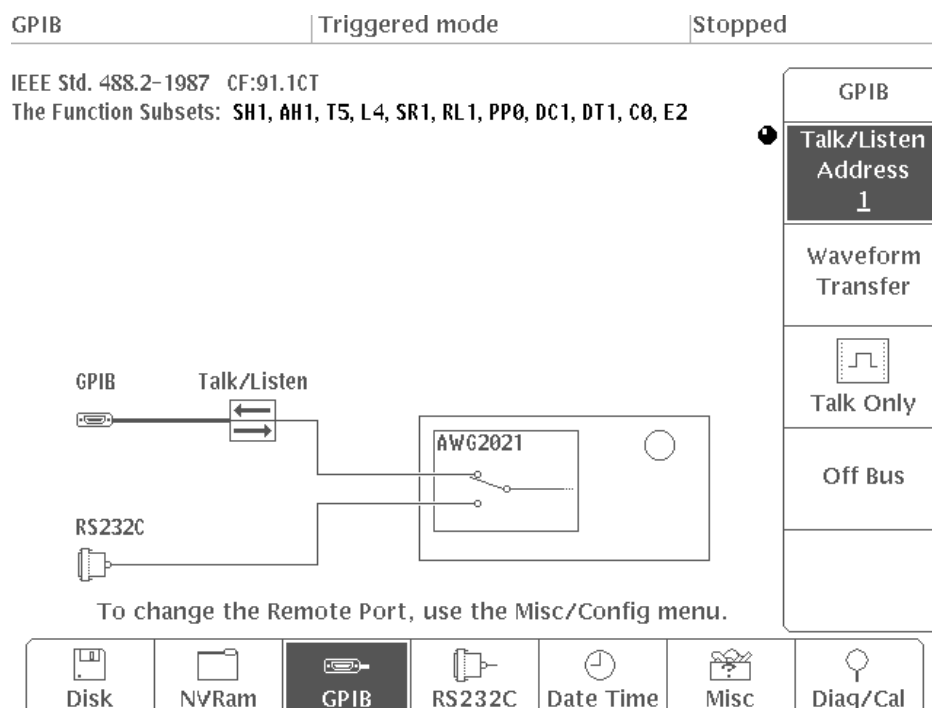 GPIB Triggered mode Stopped
IEEE Std. 488.2-1987 CF:91.1CT
The Function Subsets: SH1, AH1, T5, L4, SR1, RL1, PP0, DC1, DT1, C0, E2
GPIB
Talk/Listen
Address
1
Waveform
Transfer
Talk Only
Off Bus
GPIB Talk/Listen
AWG2021
RS232C
To change the Remote Port, use the Misc/Config menu.
Disk NVRam GPIB RS232C Date Time Misc Diag/Cal